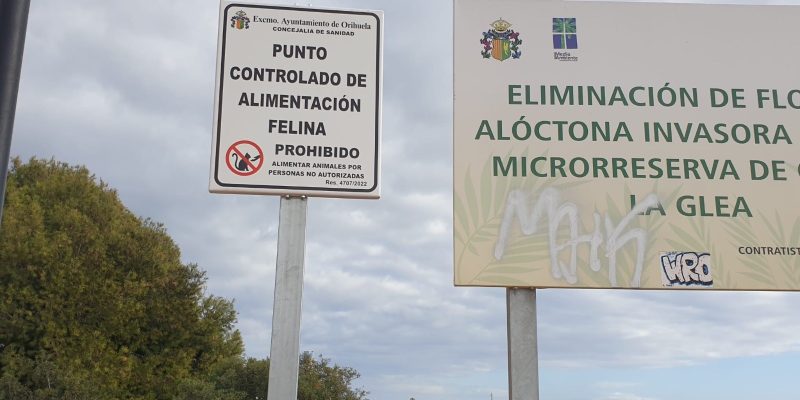 Excmo. Ayuntamiento de Orihuela
CONCEJALIA DE SANIDAD
PUNTO
CONTROLADO DE
ALIMENTACIÓN
FELINA
PROHIBIDO
ALIMENTAR ANIMALES POR
PERSONAS NO AUTORIZADAS
Res. 4707/2022
ELIMINACIÓN DE FLO
ALÓCTONA INVASORA
MICRORRESERVA DE
LA GLEA
CONTRATIST
WRO